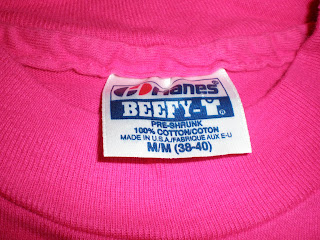 Hanes
BEEFY-T®
PRE-SHRUNK
100% COTTON/COTON
MADE IN U.S.A./FABRIQUE AUX E-U
M/M (38-40)